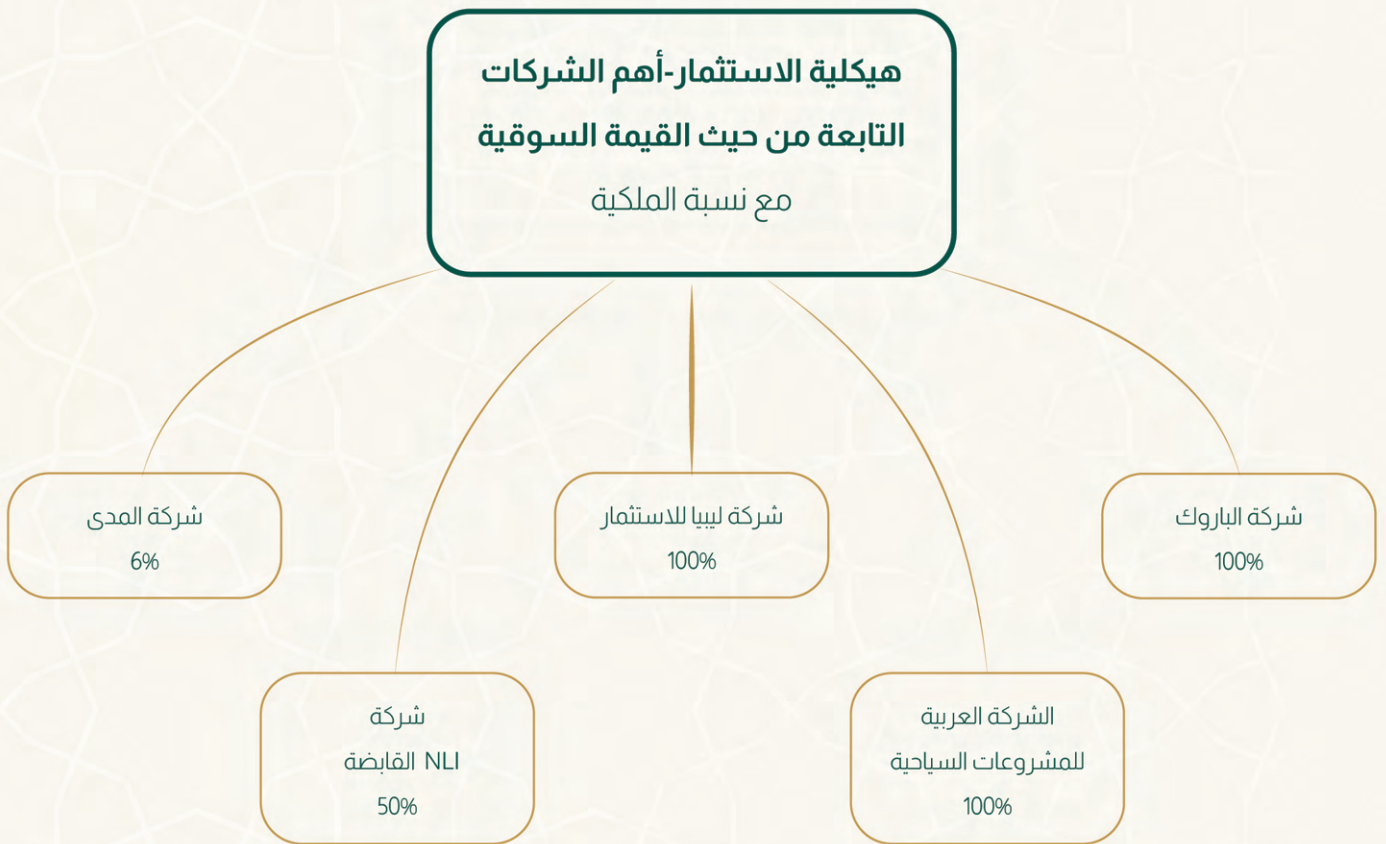 هيكلية الاستثمار-أهم الشركات
التابعة من حيث القيمة السوقية
مع نسبة الملكية
شركة الباروك
100%
شركة ليبيا للاستثمار
100%
شركة المدى
6%
الشركة العربية
للمشروعات السياحية
100%
شركة
NLI القابضة
50%